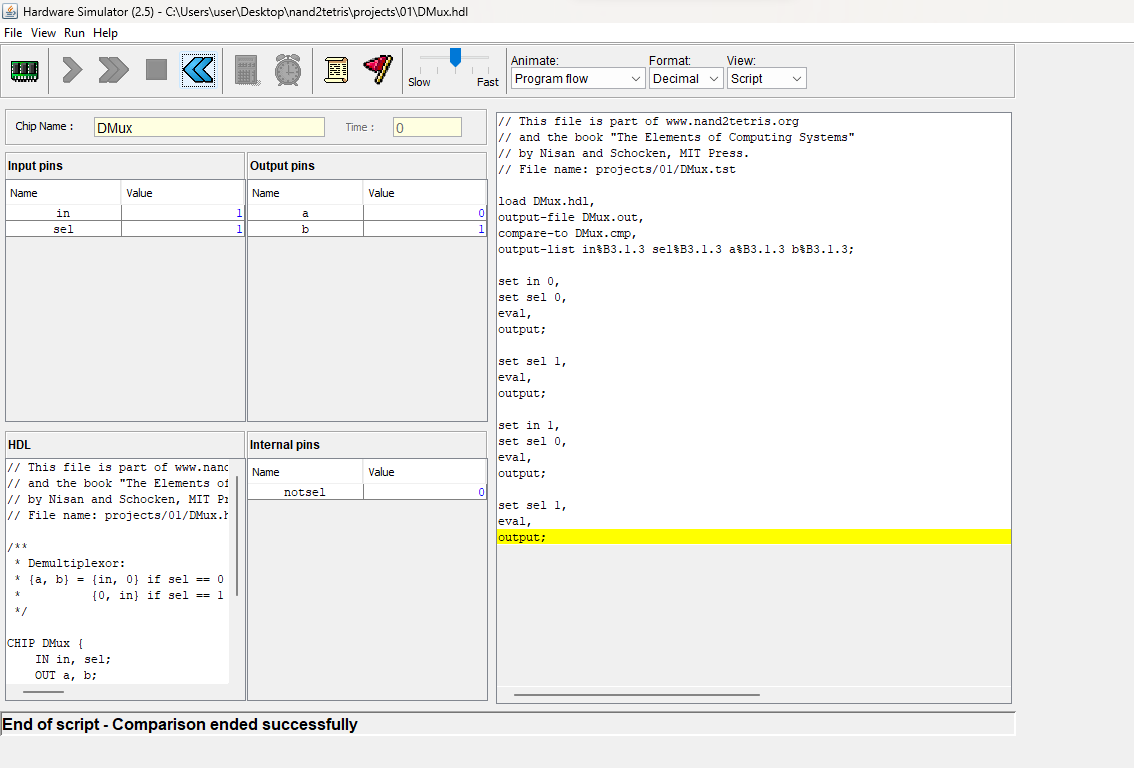 Hardware Simulator (2.5) - C:\Users\user\Desktop\nand2tetris\projects\01\DMux.hdl
File View Run Help
Slow Fast
Animate: Format: View:
Program flow Decimal Script
Chip Name : DMux Time : 0
Input pins
Name Value
in 1
sel 1
Output pins
Name Value
a 0
b 1
HDL
// This file is part of www.nand
// and the book "The Elements of
// by Nisan and Schocken, MIT Pr
// File name: projects/01/DMux.h
/**
* Demultiplexor:
* {a, b} = {in, 0} if sel == 0
* {0, in} if sel == 1
*/
CHIP DMux {
IN in, sel;
OUT a, b;
Internal pins
Name Value
notsel 0
// This file is part of www.nand2tetris.org
// and the book "The Elements of Computing Systems"
// by Nisan and Schocken, MIT Press.
// File name: projects/01/DMux.tst
load DMux.hdl,
output-file DMux.out,
compare-to DMux.cmp,
output-list in%B3.1.3 sel%B3.1.3 a%B3.1.3 b%B3.1.3;
set in 0,
set sel 0,
eval,
output;
set sel 1,
eval,
output;
set in 1,
set sel 0,
eval,
output;
set sel 1,
eval,
output;
End of script - Comparison ended successfully